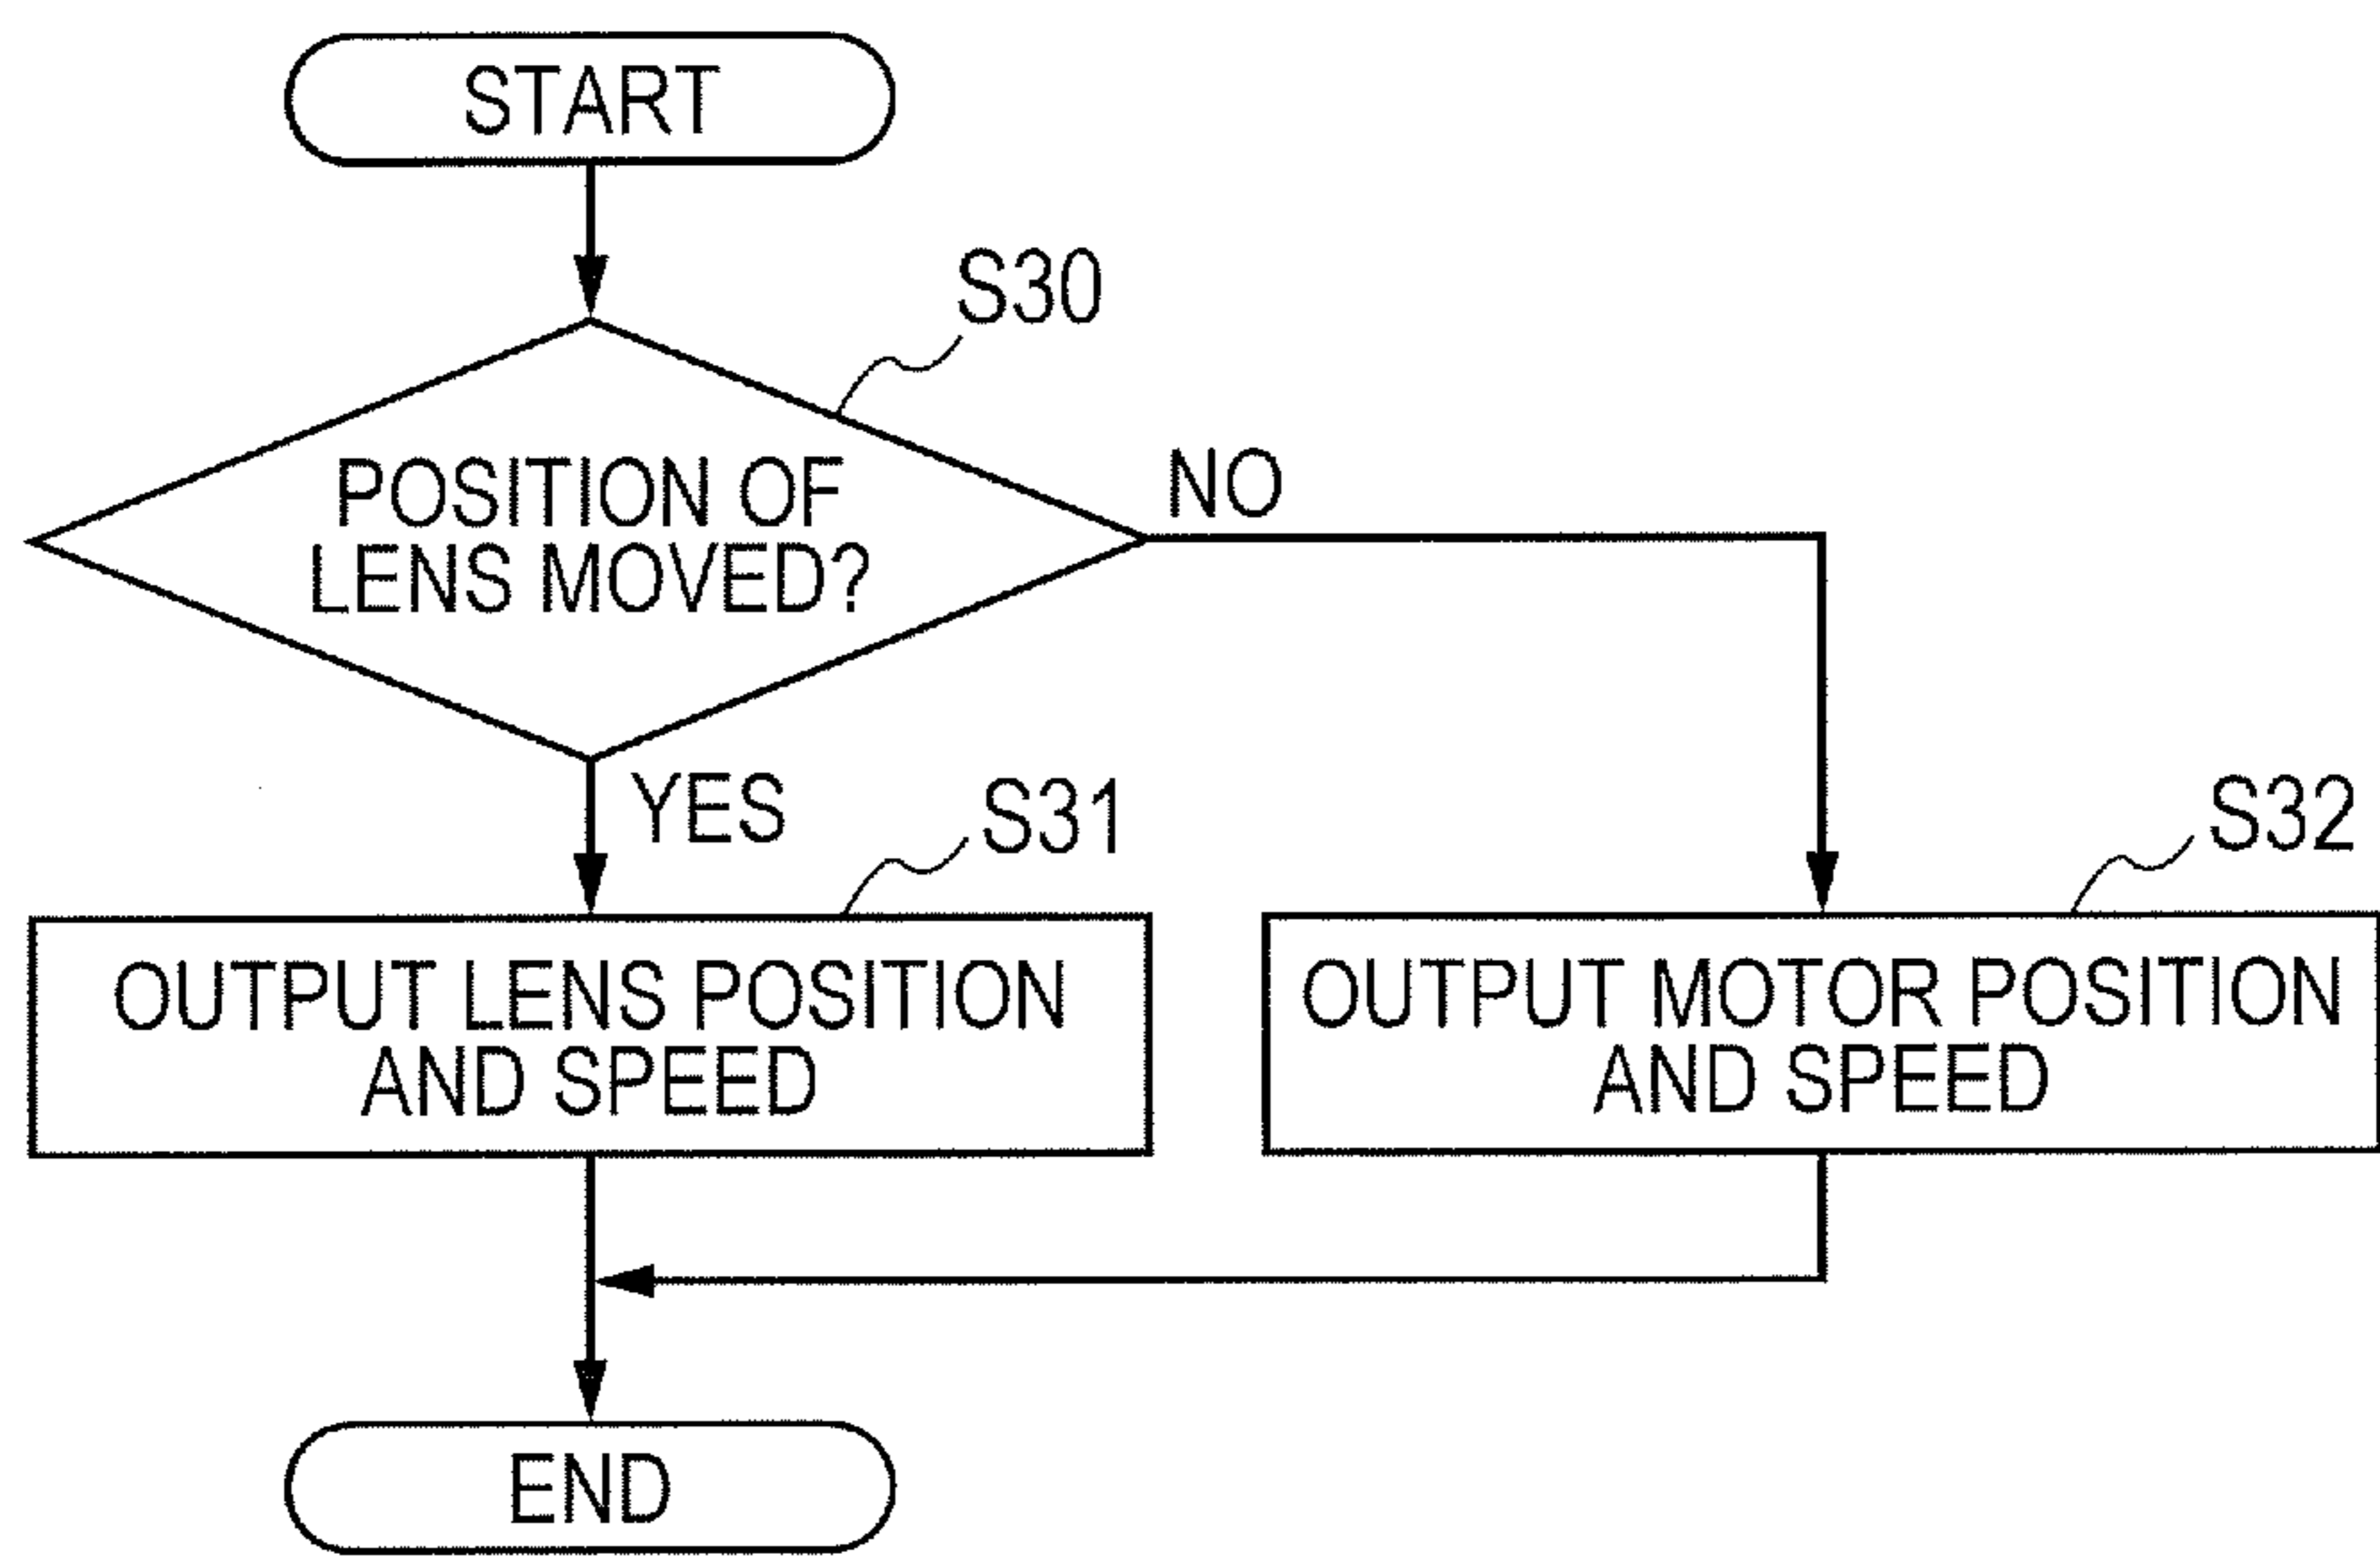 START
S30
POSITION OF
LENS MOVED?
NO
YES
S31
S32
OUTPUT LENS POSITION
AND SPEED
OUTPUT MOTOR POSITION
AND SPEED
END